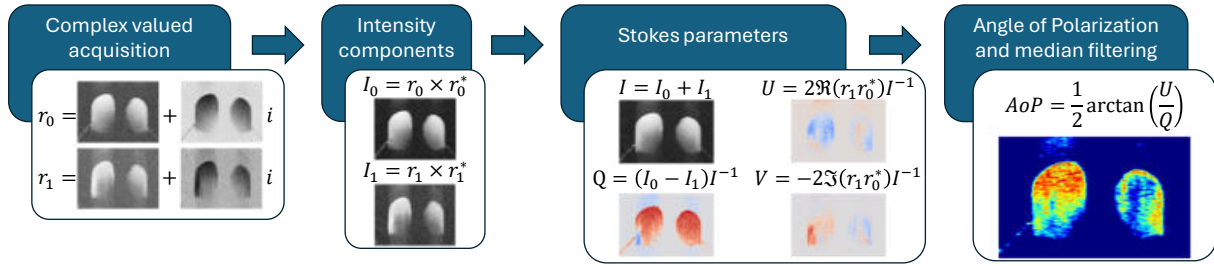 Complex valued
acquisition
r₀ = + i
r₁ = + i
Intensity
components
I₀ = r₀ × r₀*
I₁ = r₁ × r₁*
Stokes parameters
I = I₀ + I₁
U = 2ℜ(r₁r₀*)I⁻¹
Q = (I₀ − I₁)I⁻¹
V = −2ℑ(r₁r₀*)I⁻¹
Angle of Polarization
and median filtering
AoP = 1/2 arctan (U/Q)